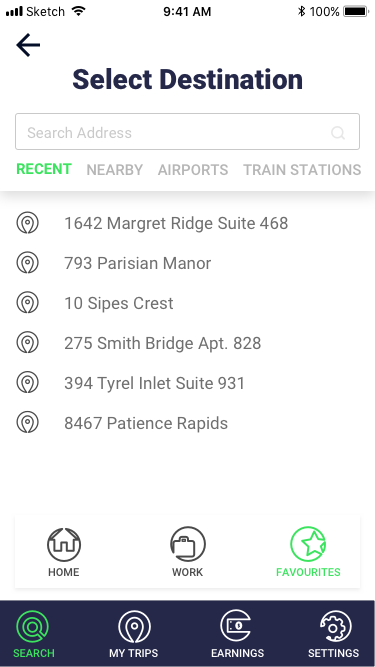 Sketch 9:41 AM 100%
Select Destination
Search Address
RECENT NEARBY AIRPORTS TRAIN STATIONS
1642 Margret Ridge Suite 468
793 Parisian Manor
10 Sipes Crest
275 Smith Bridge Apt. 828
394 Tyrel Inlet Suite 931
8467 Patience Rapids
HOME WORK FAVOURITES
SEARCH MY TRIPS EARNINGS SETTINGS